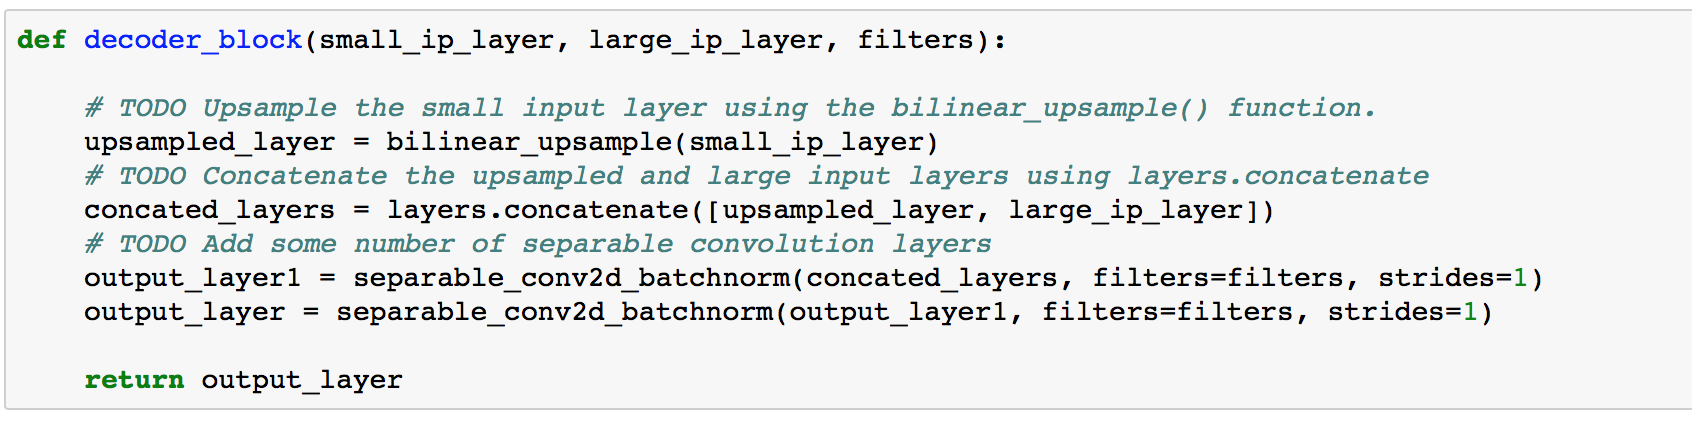 def decoder_block(small_ip_layer, large_ip_layer, filters):
    # TODO Upsample the small input layer using the bilinear_upsample() function.
    upsampled_layer = bilinear_upsample(small_ip_layer)
    # TODO Concatenate the upsampled and large input layers using layers.concatenate
    concated_layers = layers.concatenate([upsampled_layer, large_ip_layer])
    # TODO Add some number of separable convolution layers
    output_layer1 = separable_conv2d_batchnorm(concated_layers, filters=filters, strides=1)
    output_layer = separable_conv2d_batchnorm(output_layer1, filters=filters, strides=1)
    return output_layer